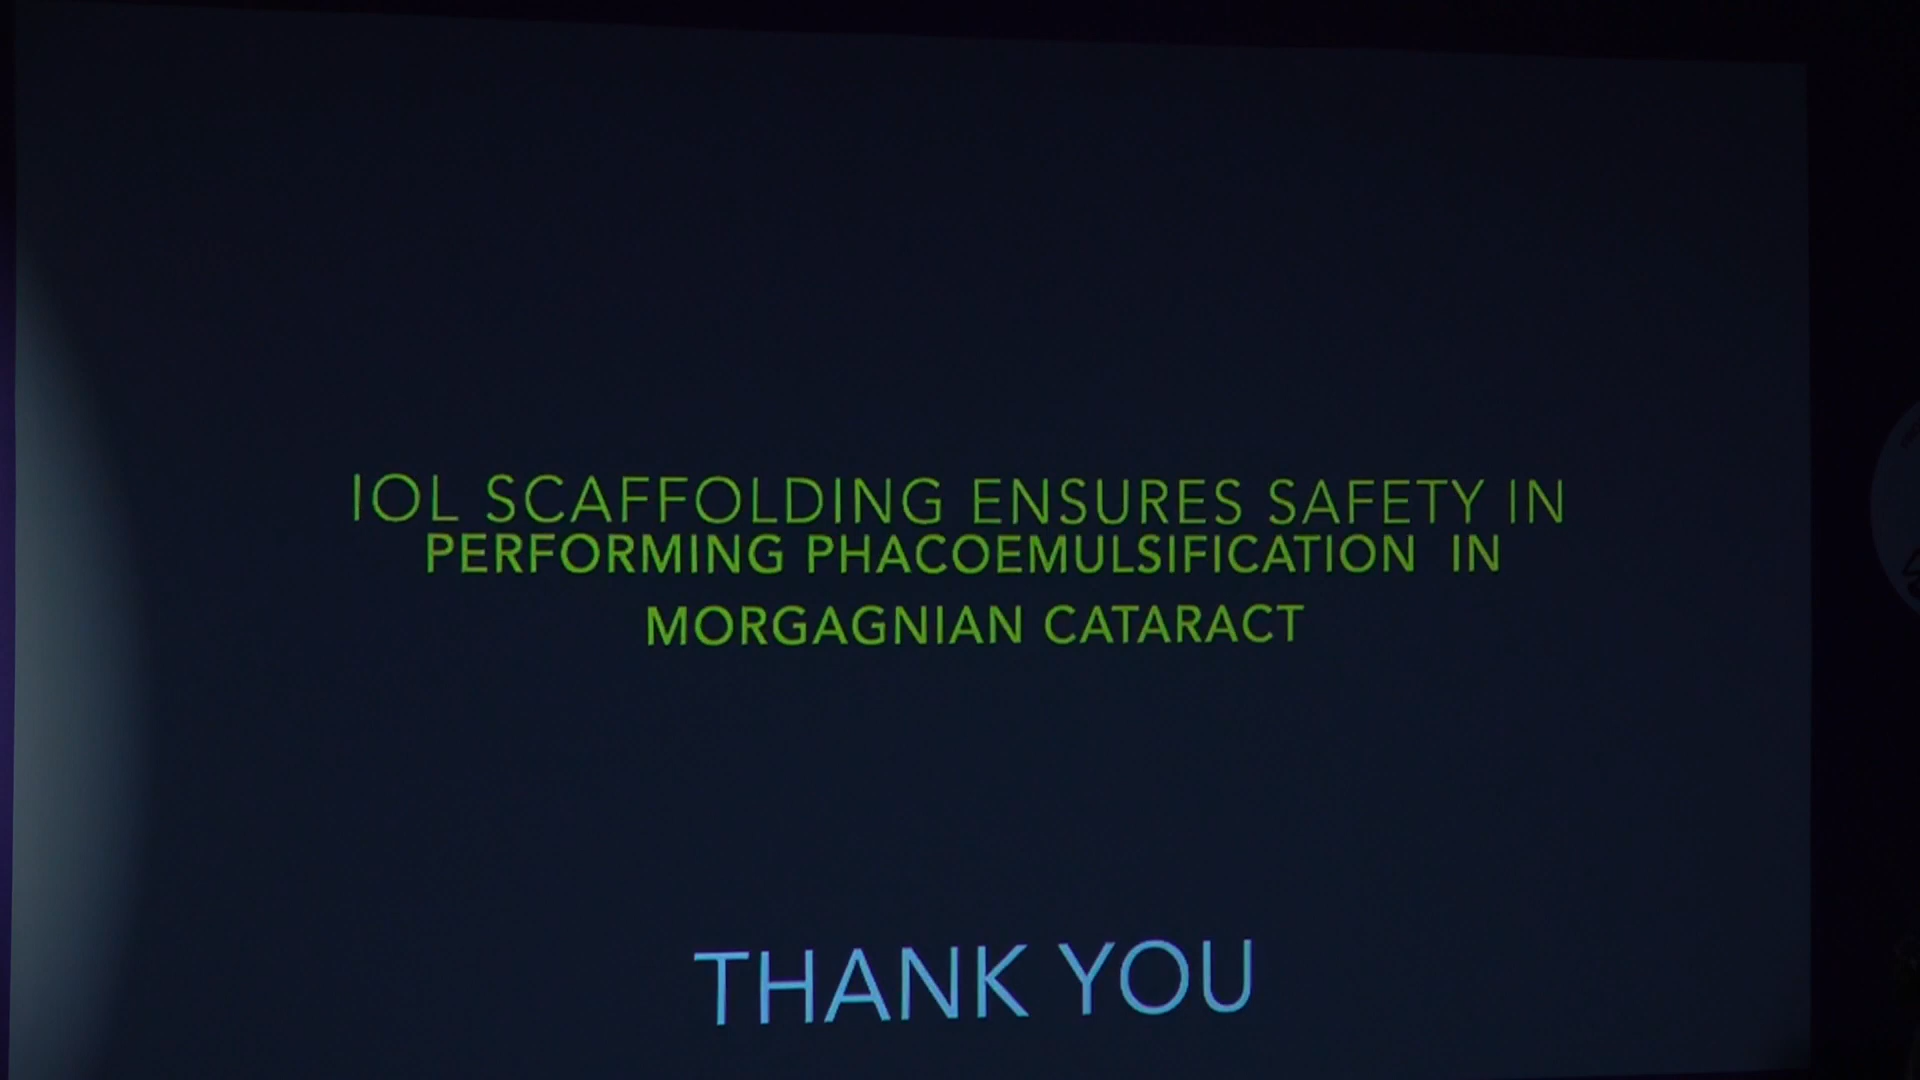 IOL SCAFFOLDING ENSURES SAFETY IN
PERFORMING PHACOEMULSIFICATION IN
MORGAGNIAN CATARACT
THANK YOU